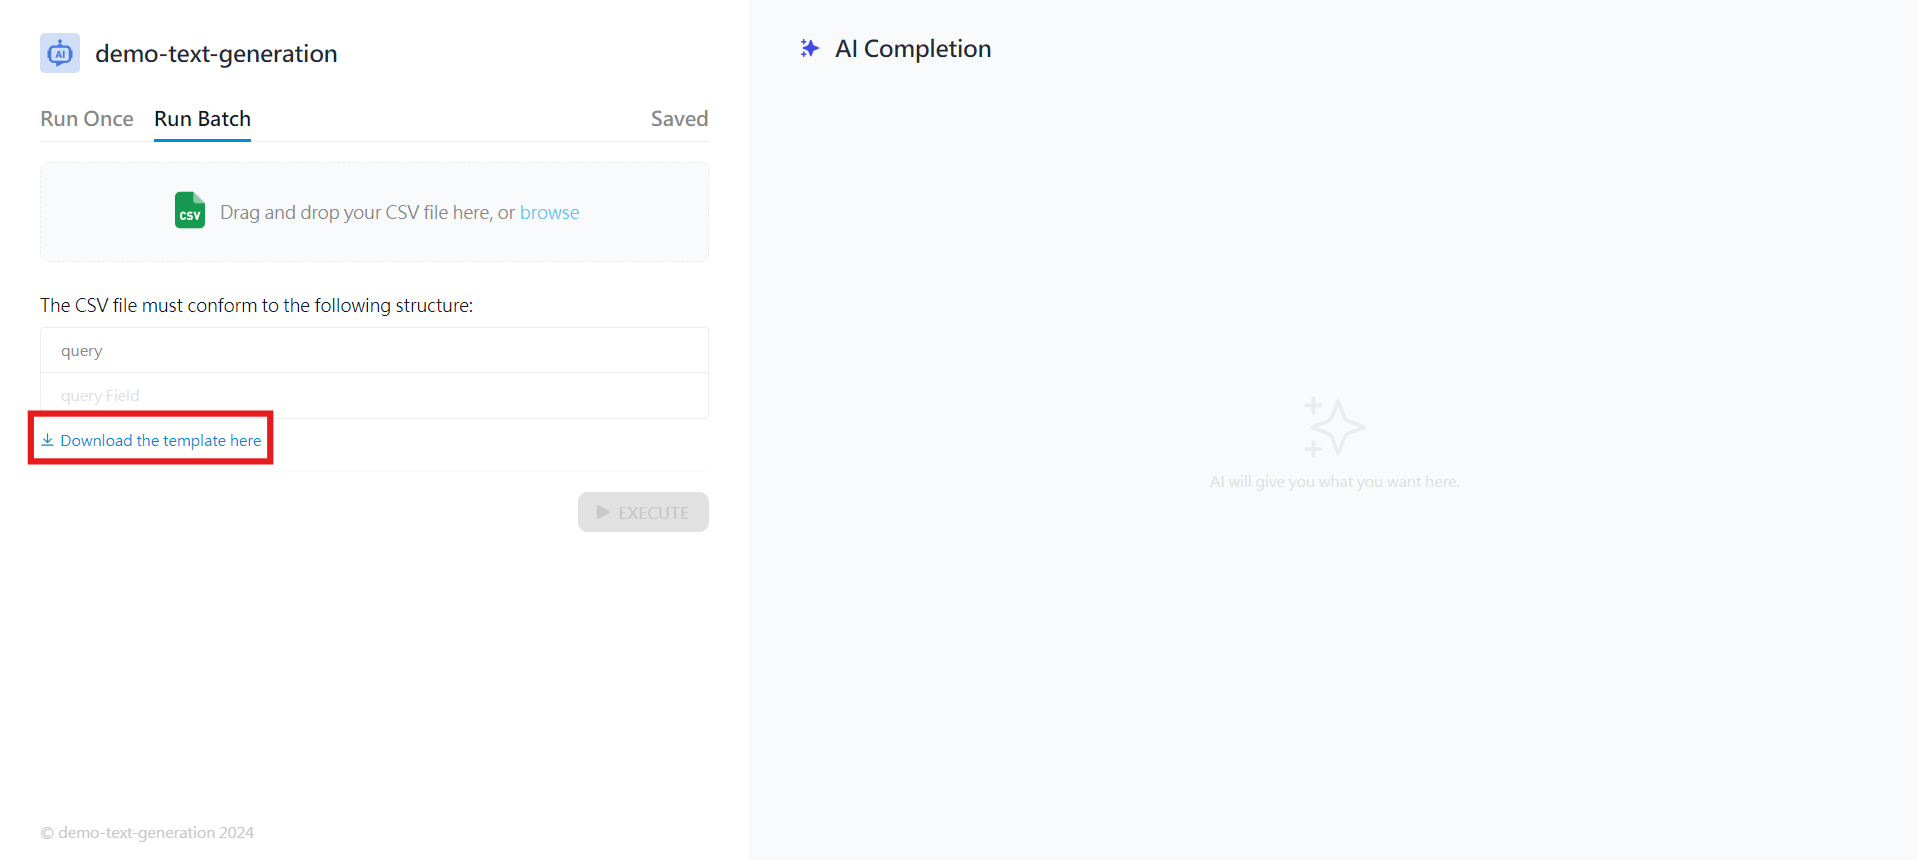 AI
demo-text-generation
Run Once
Run Batch
Saved
CSV
Drag and drop your CSV file here, or browse
The CSV file must conform to the following structure:
query
query Field
Download the template here
EXECUTE
© demo-text-generation 2024
AI Completion
AI will give you what you want here.